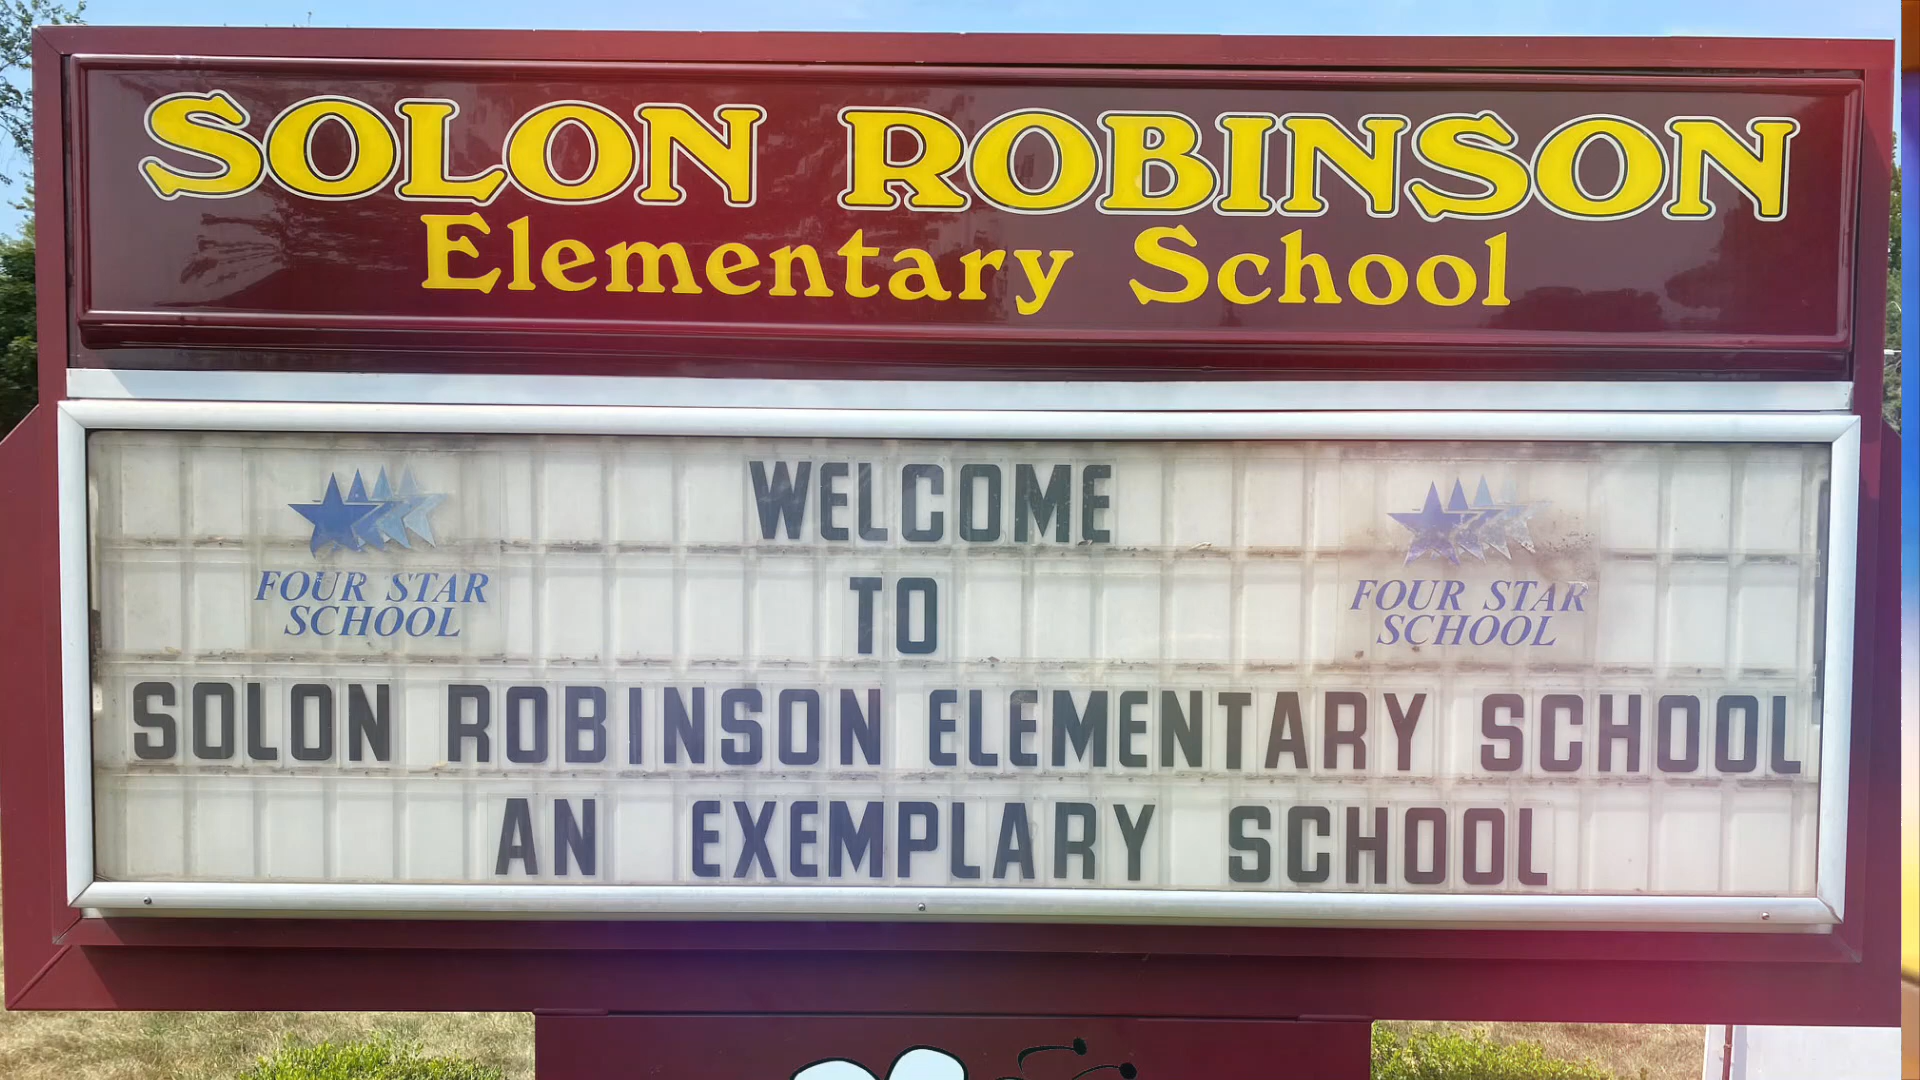 SOLON ROBINSON
Elementary School
WELCOME
TO
FOUR STAR
SCHOOL
FOUR STAR
SCHOOL
SOLON ROBINSON ELEMENTARY SCHOOL
AN EXEMPLARY SCHOOL